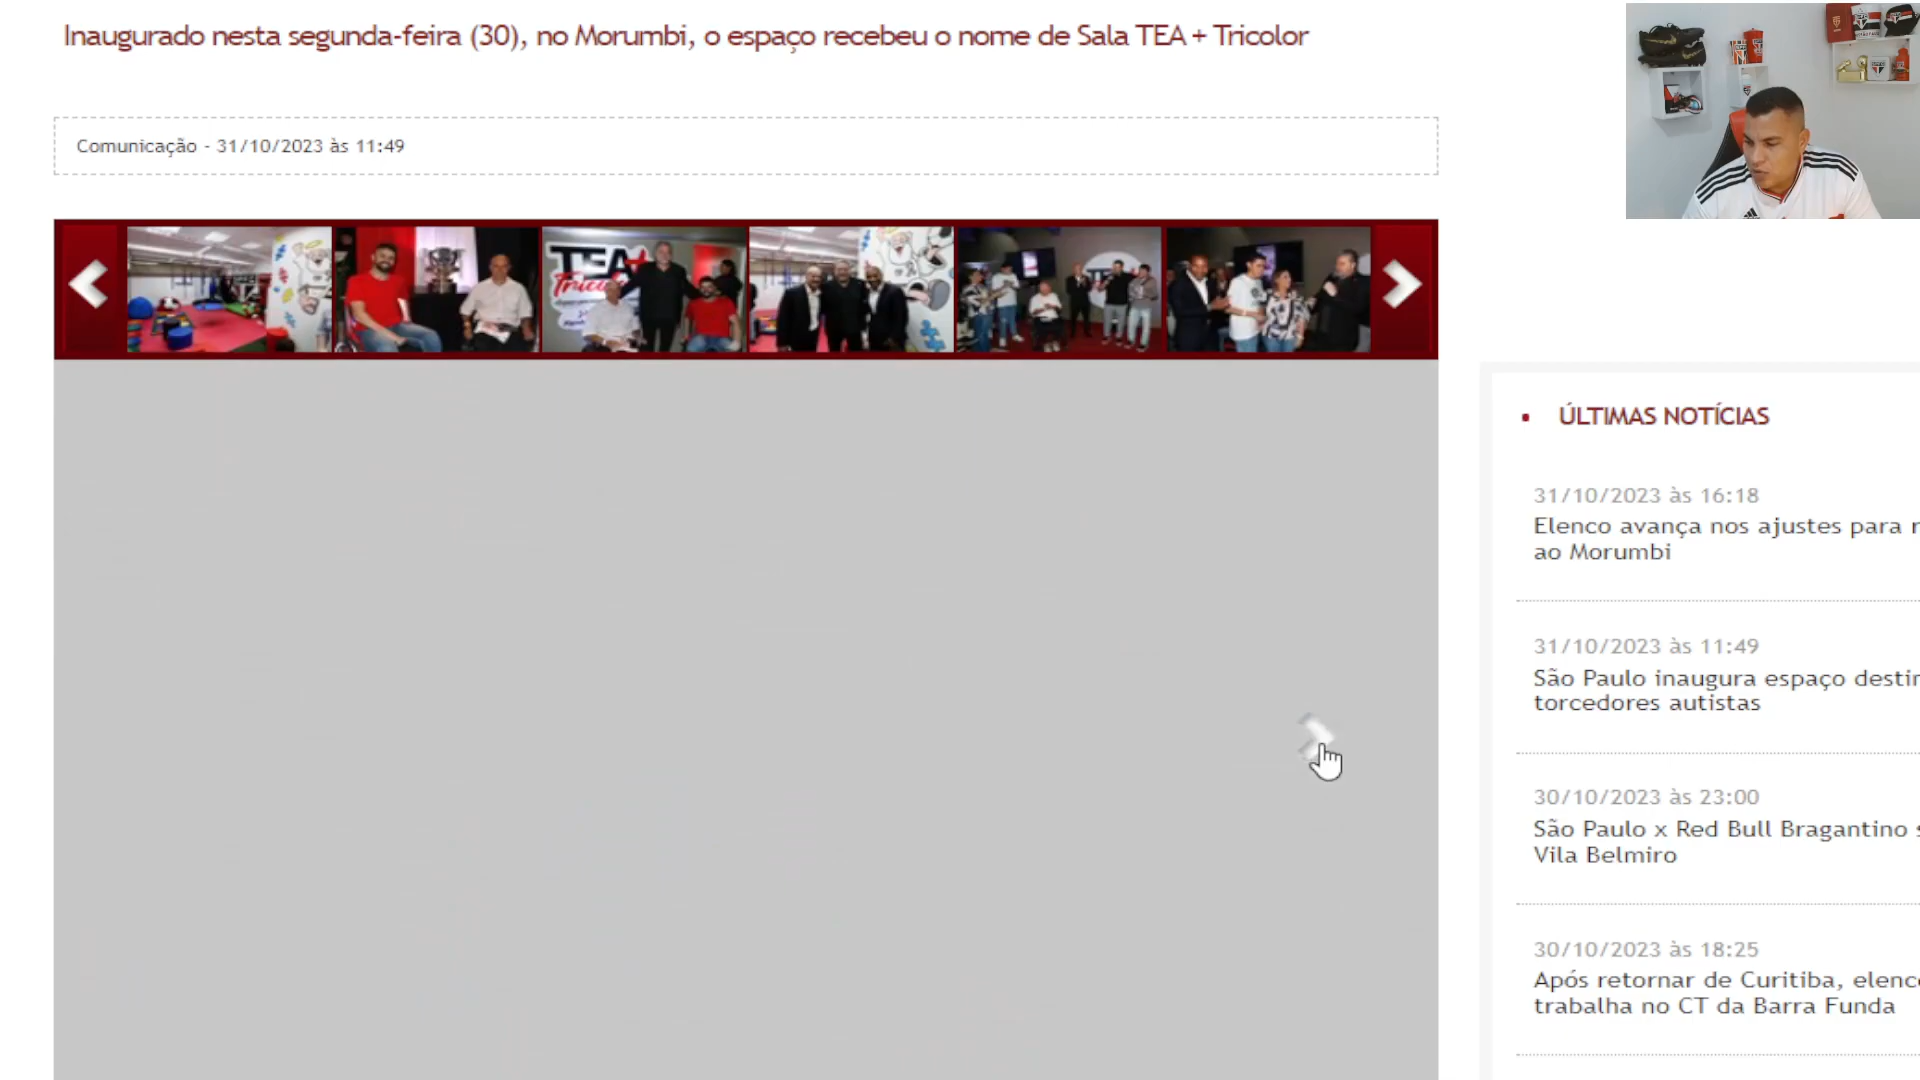 Inaugurado nesta segunda-feira (30), no Morumbi, o espaço recebeu o nome de Sala TEA + Tricolor
Comunicação - 31/10/2023 às 11:49
TEA+
• ÚLTIMAS NOTÍCIAS
31/10/2023 às 16:18
Elenco avança nos ajustes para
ao Morumbi
31/10/2023 às 11:49
São Paulo inaugura espaço
torcedores autistas
30/10/2023 às 23:00
São Paulo x Red Bull Bragantino
Vila Belmiro
30/10/2023 às 18:25
Após retornar de Curitiba,
trabalha no CT da Barra Funda